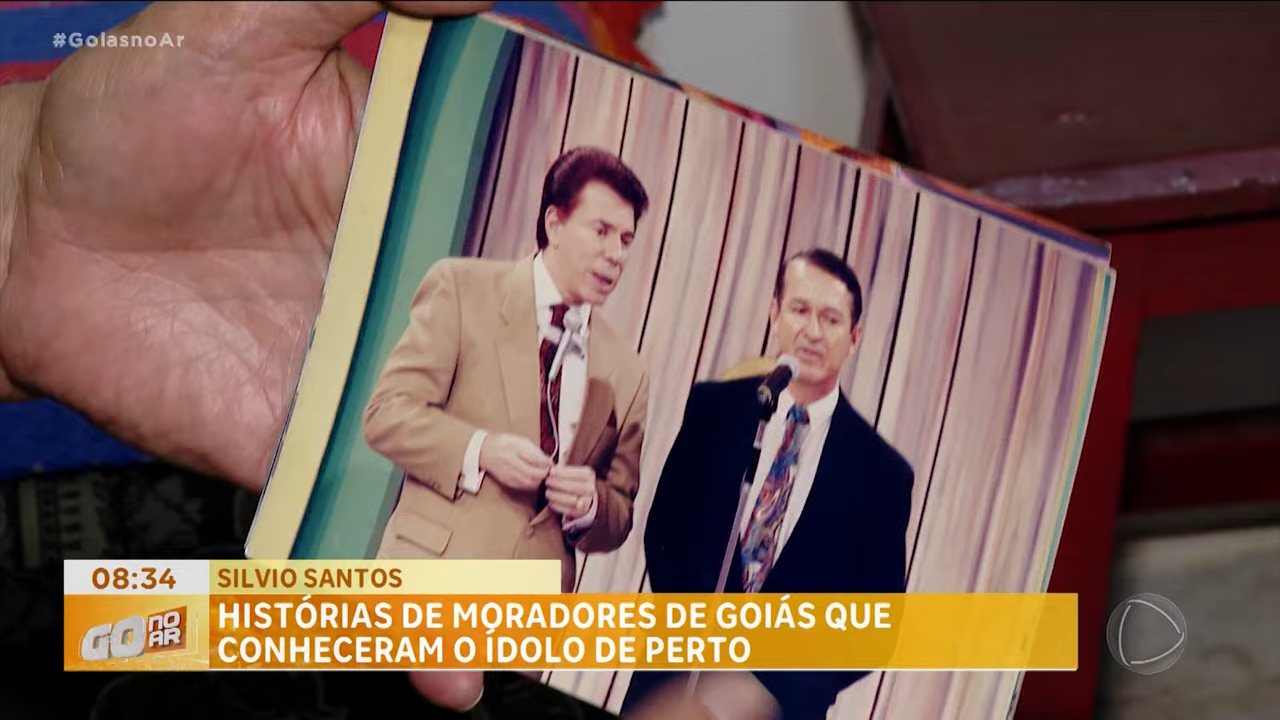 #GoIasnoAr
08:34
SILVIO SANTOS
GO NO AR
HISTÓRIAS DE MORADORES DE GOIÁS QUE
CONHECERAM O ÍDOLO DE PERTO